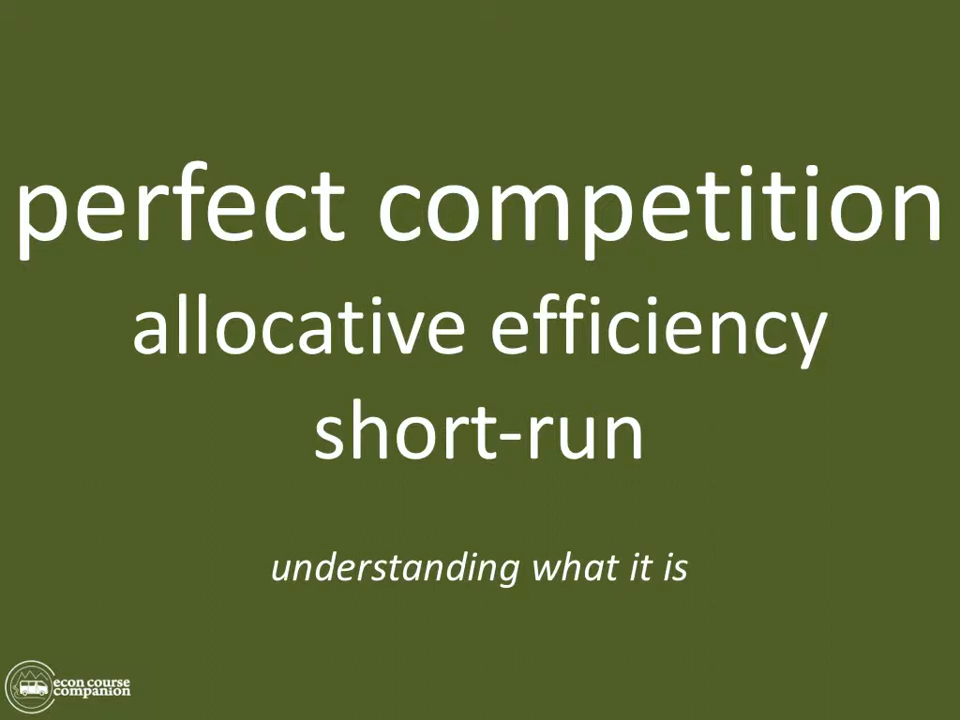 perfect competition
allocative efficiency
short-run
understanding what it is
econ course
companion